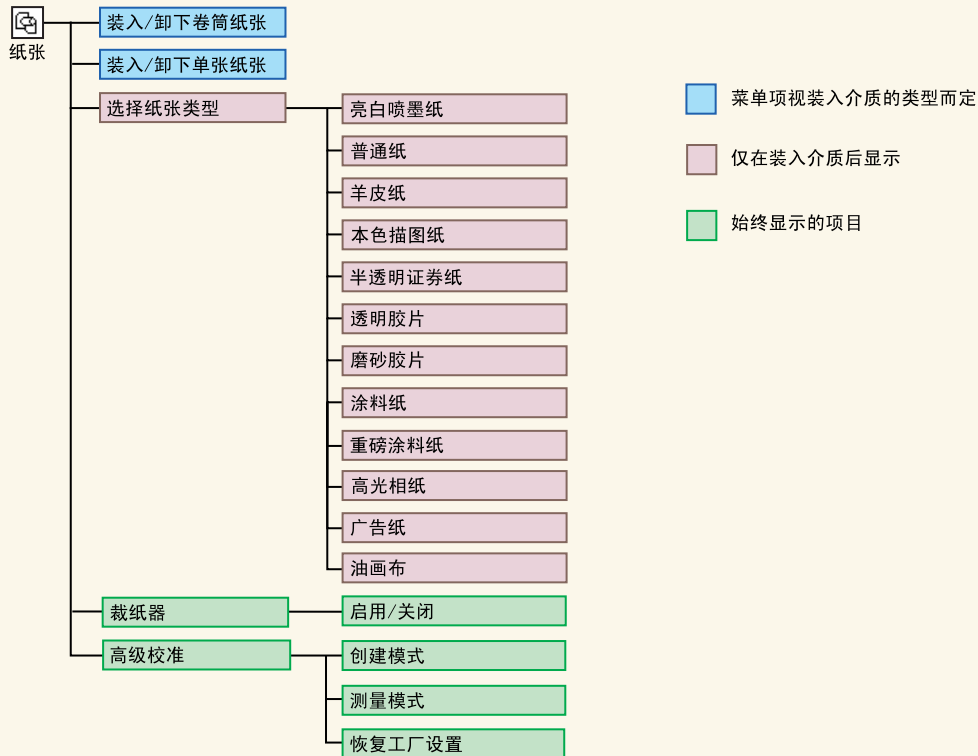 纸张
装入/卸下卷筒纸张
装入/卸下单张纸张
选择纸张类型
亮白喷墨纸
普通纸
羊皮纸
本色描图纸
半透明证券纸
透明胶片
磨砂胶片
涂料纸
重磅涂料纸
高光相纸
广告纸
油画布
裁纸器
启用/关闭
高级校准
创建模式
测量模式
恢复工厂设置
菜单项视装入介质的类型而定
仅在装入介质后显示
始终显示的项目